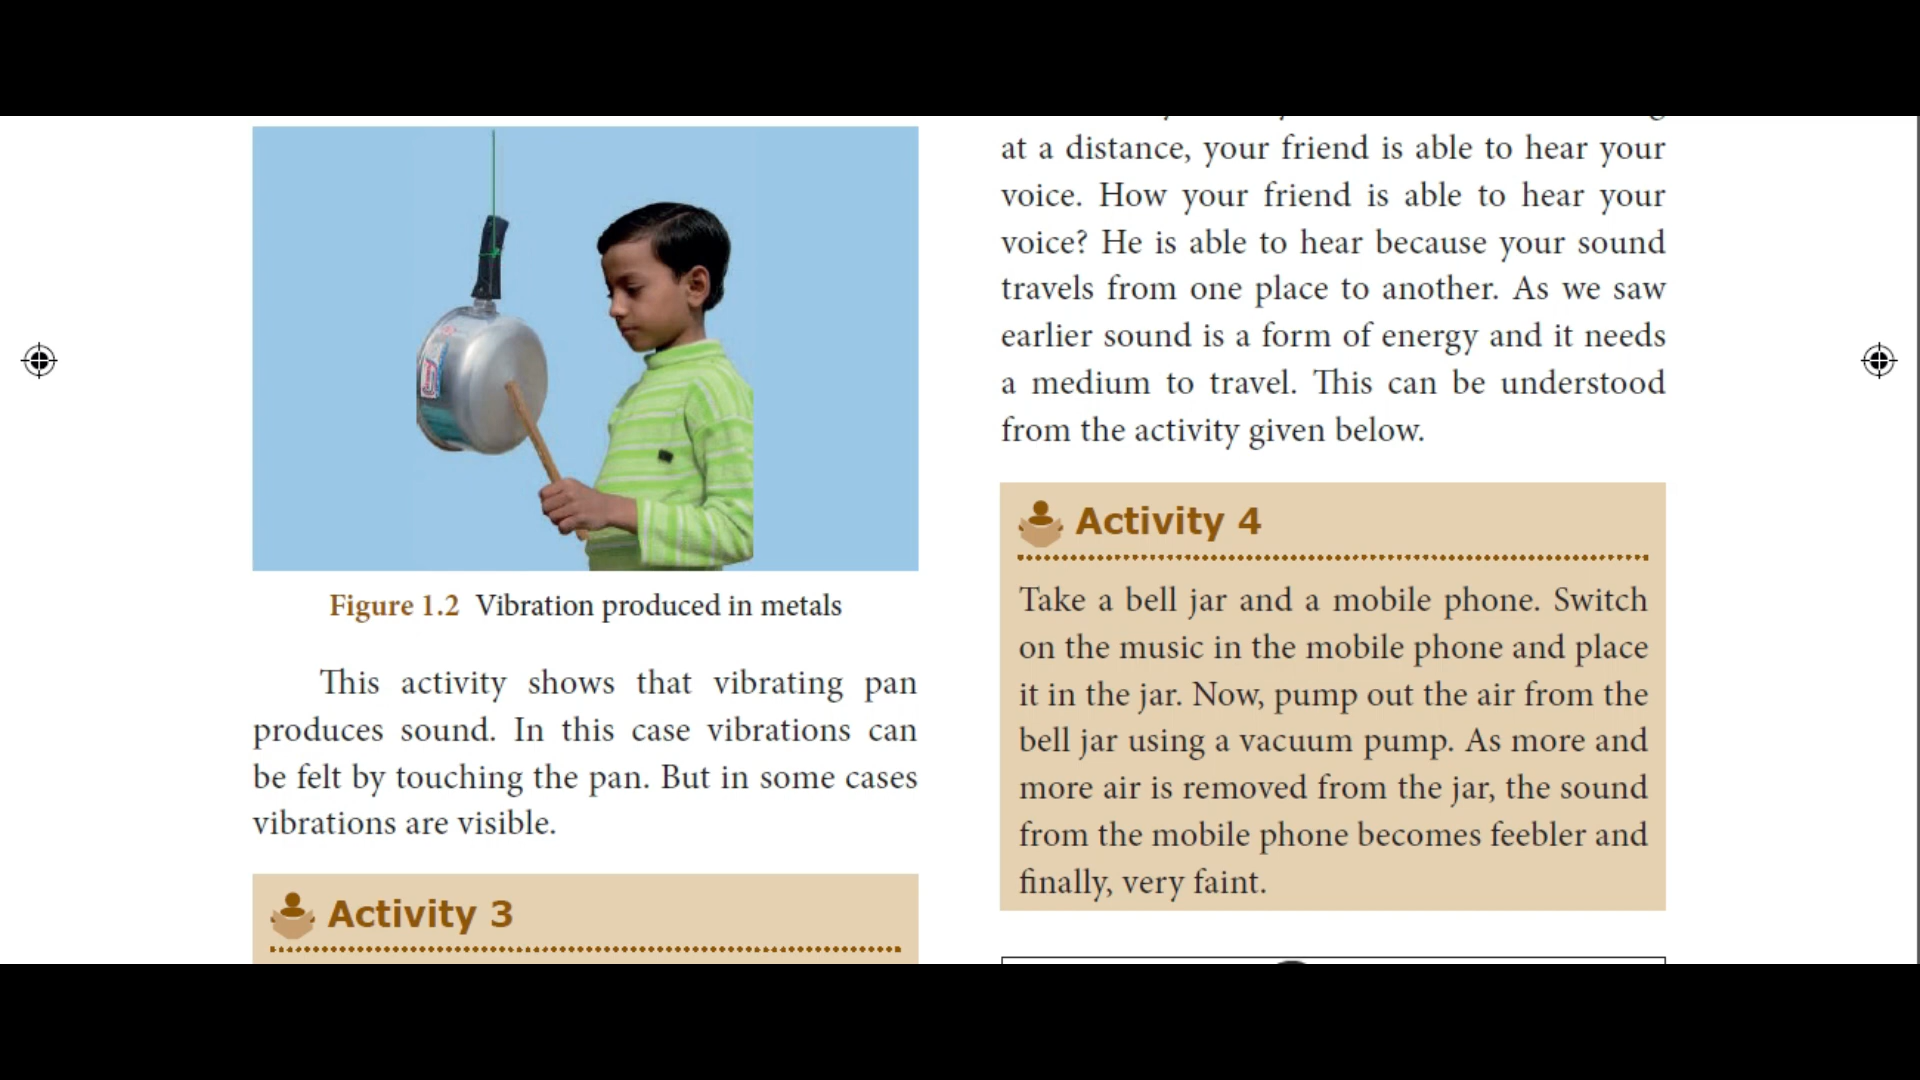 Figure 1.2 Vibration produced in metals
This activity shows that vibrating pan
produces sound. In this case vibrations can
be felt by touching the pan. But in some cases
vibrations are visible.
Activity 3
at a distance, your friend is able to hear your
voice. How your friend is able to hear your
voice? He is able to hear because your sound
travels from one place to another. As we saw
earlier sound is a form of energy and it needs
a medium to travel. This can be understood
from the activity given below.
Activity 4
Take a bell jar and a mobile phone. Switch
on the music in the mobile phone and place
it in the jar. Now, pump out the air from the
bell jar using a vacuum pump. As more and
more air is removed from the jar, the sound
from the mobile phone becomes feebler and
finally, very faint.